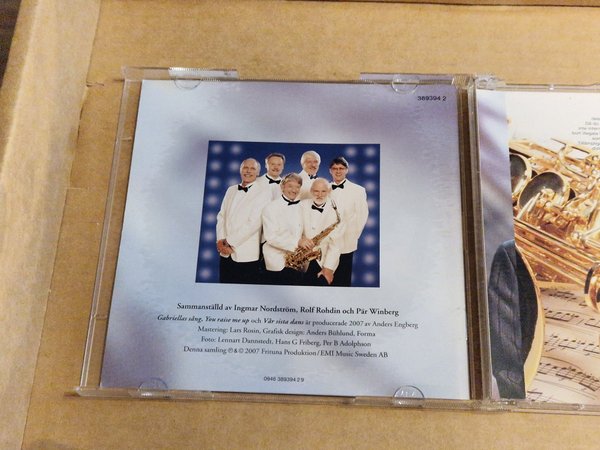 389394 2
Sammanställd av Ingmar Nordström, Rolf Rohdin och Pär Winberg
Gabriellas sång, You raise me up och Vår sista dans är producerade 2007 av Anders Engberg
Mastering: Lars Rosin, Grafisk design: Anders Bühlund, Forma
Foto: Lennart Dannstedt, Hans G Friberg, Per B Adolphson
Denna samling ℗ & © 2007 Frituna Produktion / EMI Music Sweden AB
0946 389394 2 9